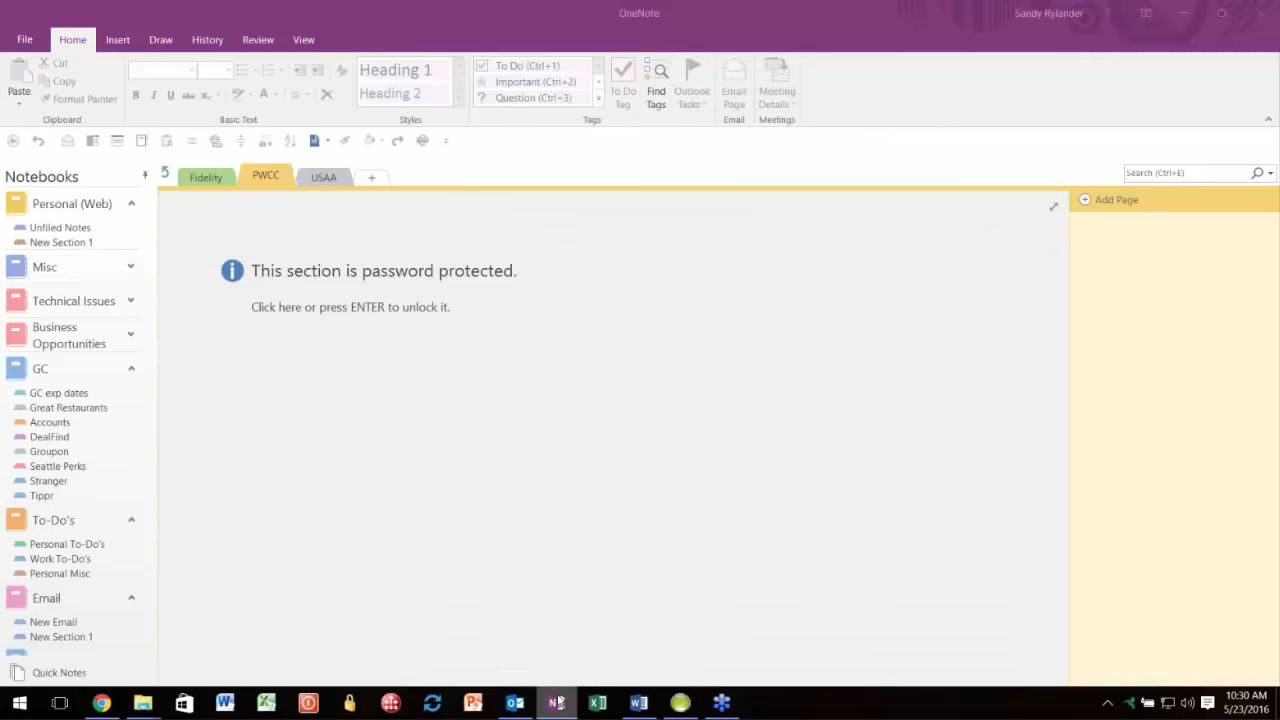 OneNote
Sandy Rylander
File Home Insert Draw History Review View
Cut
Copy
Format Painter
Paste
Clipboard
B I U abc x₂ A
Basic Text
Heading 1
Heading 2
Styles
To Do (Ctrl+1)
Important (Ctrl+2)
Question (Ctrl+3)
To Do Tag
Find Tags
Outlook Tasks
Tags
Email Page
Email
Meeting Details
Meetings
Notebooks
Fidelity PWCC USAA +
Search (Ctrl+E)
Add Page
Personal (Web)
Unfiled Notes
New Section 1
Misc
Technical Issues
Business
Opportunities
GC
GC exp dates
Great Restaurants
Accounts
DealFind
Groupon
Seattle Perks
Stranger
Tippr
To-Do's
Personal To-Do's
Work To-Do's
Personal Misc
Email
New Email
New Section 1
Quick Notes
This section is password protected.
Click here or press ENTER to unlock it.
10:30 AM
5/23/2016